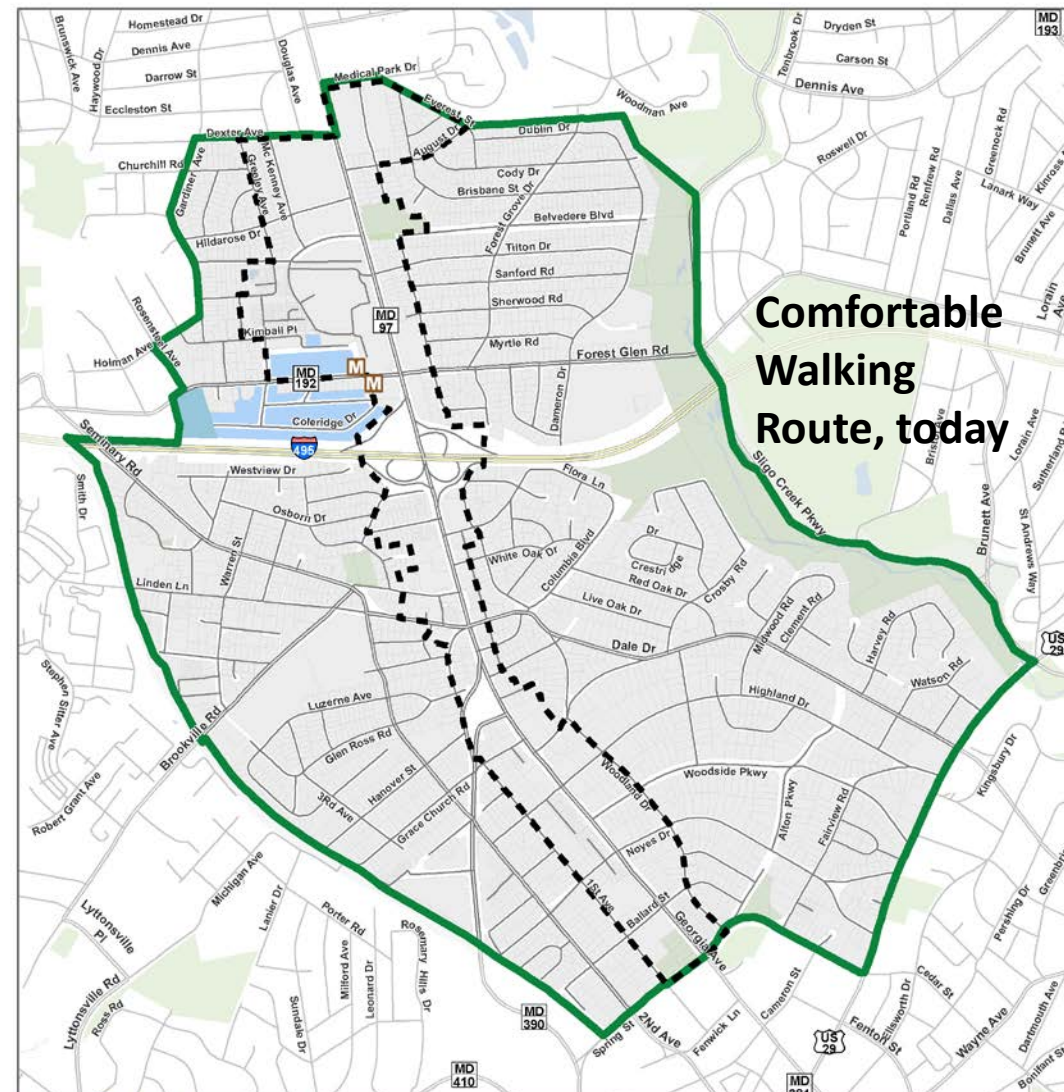 Homestead Dr
Dennis Ave
Darrow St
Eccleston St
Brunswick Ave
Haywood Dr
Douglas Ave
Medical Park Dr
Everest St
August Dr
Dublin Dr
Woodman Ave
Tenbrook Dr
Dryden St
Carson St
Dennis Ave
MD
193
Roswell Dr
Portland Rd
Renfrew Rd
Dallas Ave
Greenock Rd
Lanark Way
Brunett Ave
Dexter Ave
Churchill Rd
Gardiner Ave
Greeley Ave
Mc Kenney Ave
Hildarose Dr
Cody Dr
Brisbane St
Forest Grove Dr
Belvedere Blvd
Tilton Dr
Sanford Rd
Sherwood Rd
Myrtle Rd
Forest Glen Rd
Dameron Dr
MD
97
Rosensteel Ave
Holman Ave
Kimball Pl
M
M
MD
192
Coleridge Dr
495
Comfortable
Walking
Route, today
Sligo Creek Pkwy
Lorain Ave
Brunett Ave
St Andrews Way
US
29
Seminary Rd
Smith Dr
Westview Dr
Osborn Dr
Warren St
Linden Ln
Flora Ln
White Oak Dr
Columbia Blvd
Dr
Crestridge
Red Oak Dr
Crosby Rd
Live Oak Dr
Dale Dr
Midwood Rd
Clement Rd
Harvey Rd
Watson Rd
Highland Dr
Stephen Sitter Ave
Brookville Rd
Robert Grant Ave
Luzerne Ave
Glen Ross Rd
Hanover St
3Rd Ave
Grace Church Rd
Woodland Dr
Woodside Pkwy
Alton Pkwy
Fairview Rd
Noyes Dr
Kingsbury Dr
1St Ave
Ballard St
Georgia Ave
Michigan Ave
Lanier Dr
Porter Rd
Lyttonsville
Pl
Lyttonsville Rd
Ross Rd
Sundale Dr
Milford Ave
Leonard Dr
Rosemary Hills Dr
MD
390
MD
410
Spring St
2Nd Ave
Fenwick Ln
Cameron St
US
29
Fenton St
Ellsworth Dr
Cedar St
Wayne Ave
Pershing Dr
Dartmouth Ave
Bonifant St
MD